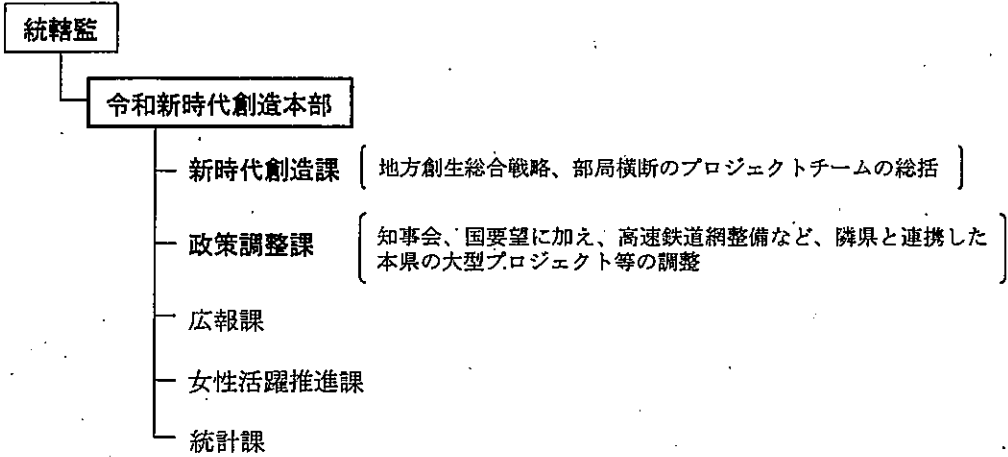 統轄監
令和新時代創造本部
新時代創造課
地方創生総合戦略、部局横断のプロジェクトチームの総括
政策調整課
知事会、国要望に加え、高速鉄道網整備など、隣県と連携した
本県の大型プロジェクト等の調整
広報課
女性活躍推進課
統計課